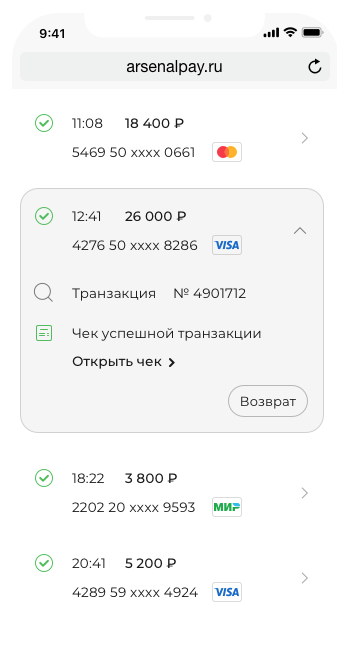 9:41
arsenalpay.ru
11:08 18 400 ₽
5469 50 xxxx 0661
12:41 26 000 ₽
4276 50 xxxx 8286 VISA
Транзакция № 4901712
Чек успешной транзакции
Открыть чек
Возврат
18:22 3 800 ₽
2202 20 xxxx 9593 МИР
20:41 5 200 ₽
4289 59 xxxx 4924 VISA